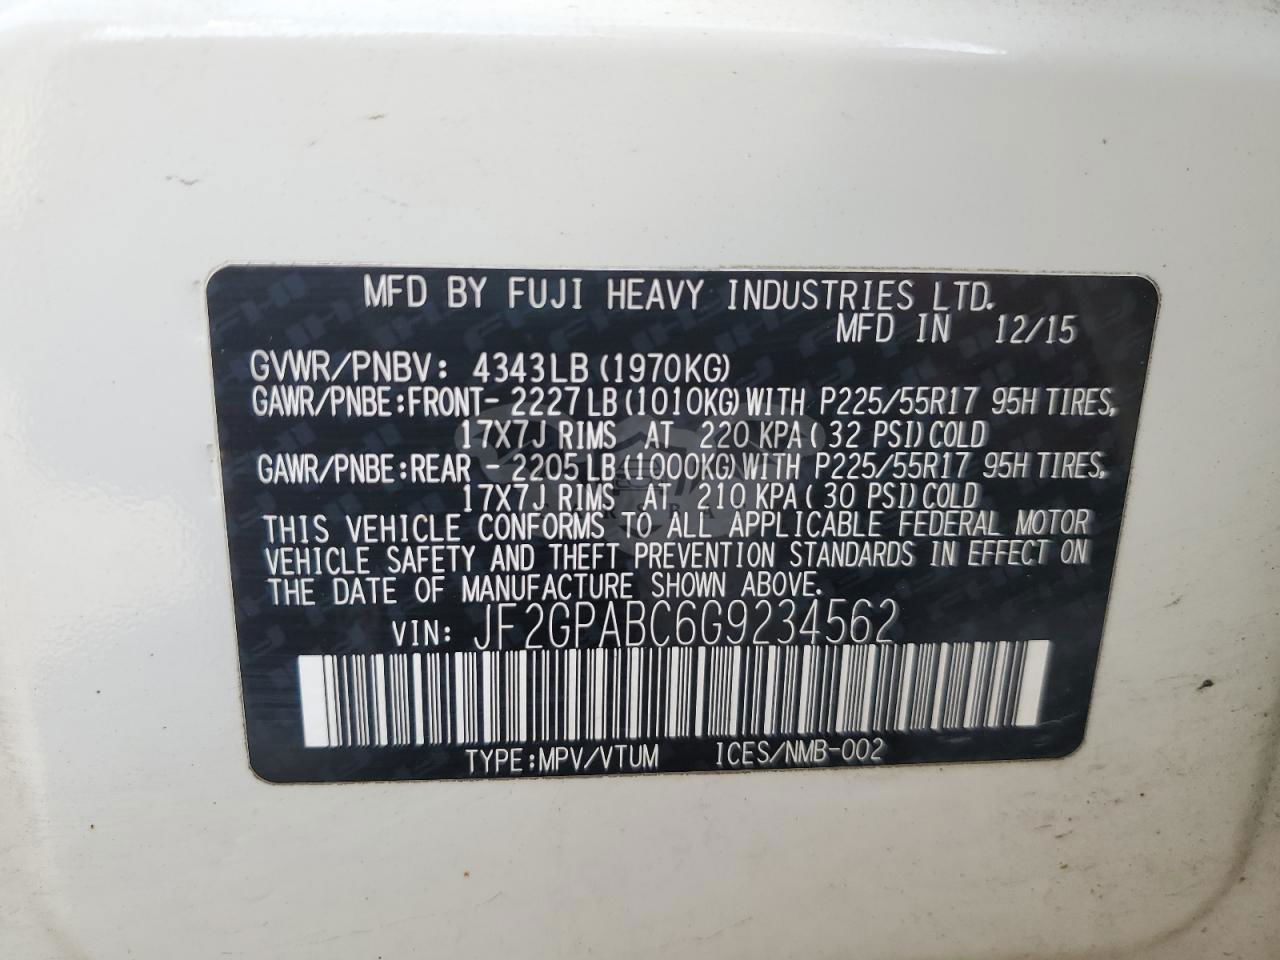 MFD BY FUJI HEAVY INDUSTRIES LTD.
MFD IN 12/15
GVWR/PNBV: 4343LB (1970KG)
GAWR/PNBE:FRONT- 2227LB(1010KG)WITH P225/55R17 95H TIRES,
17X7J RIMS AT 220 KPA(32 PSI)COLD
GAWR/PNBE:REAR - 2205LB(1000KG)WITH P225/55R17 95H TIRES,
17X7J RIMS AT 210 KPA(30 PSI)COLD
THIS VEHICLE CONFORMS TO ALL APPLICABLE FEDERAL MOTOR
VEHICLE SAFETY AND THEFT PREVENTION STANDARDS IN EFFECT ON
THE DATE OF MANUFACTURE SHOWN ABOVE.
VIN: JF2GPABC6G9234562
TYPE:MPV/VTUM ICES/NMB-002